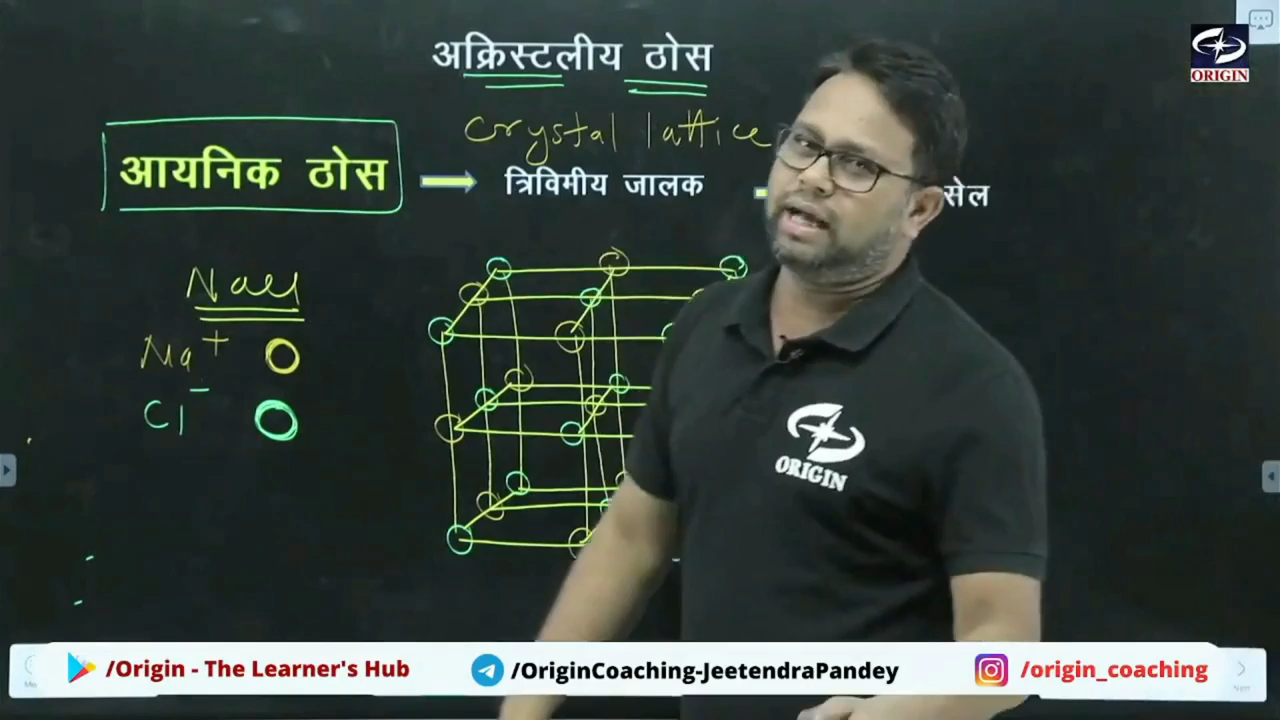 अक्रिस्टलीय ठोस
ORIGIN
crystal lattice
आयनिक ठोस
त्रिविमीय जालक
सेल
NaCl
Na+
Cl-
ORIGIN
/Origin - The Learner's Hub
/OriginCoaching-JeetendraPandey
/origin_coaching